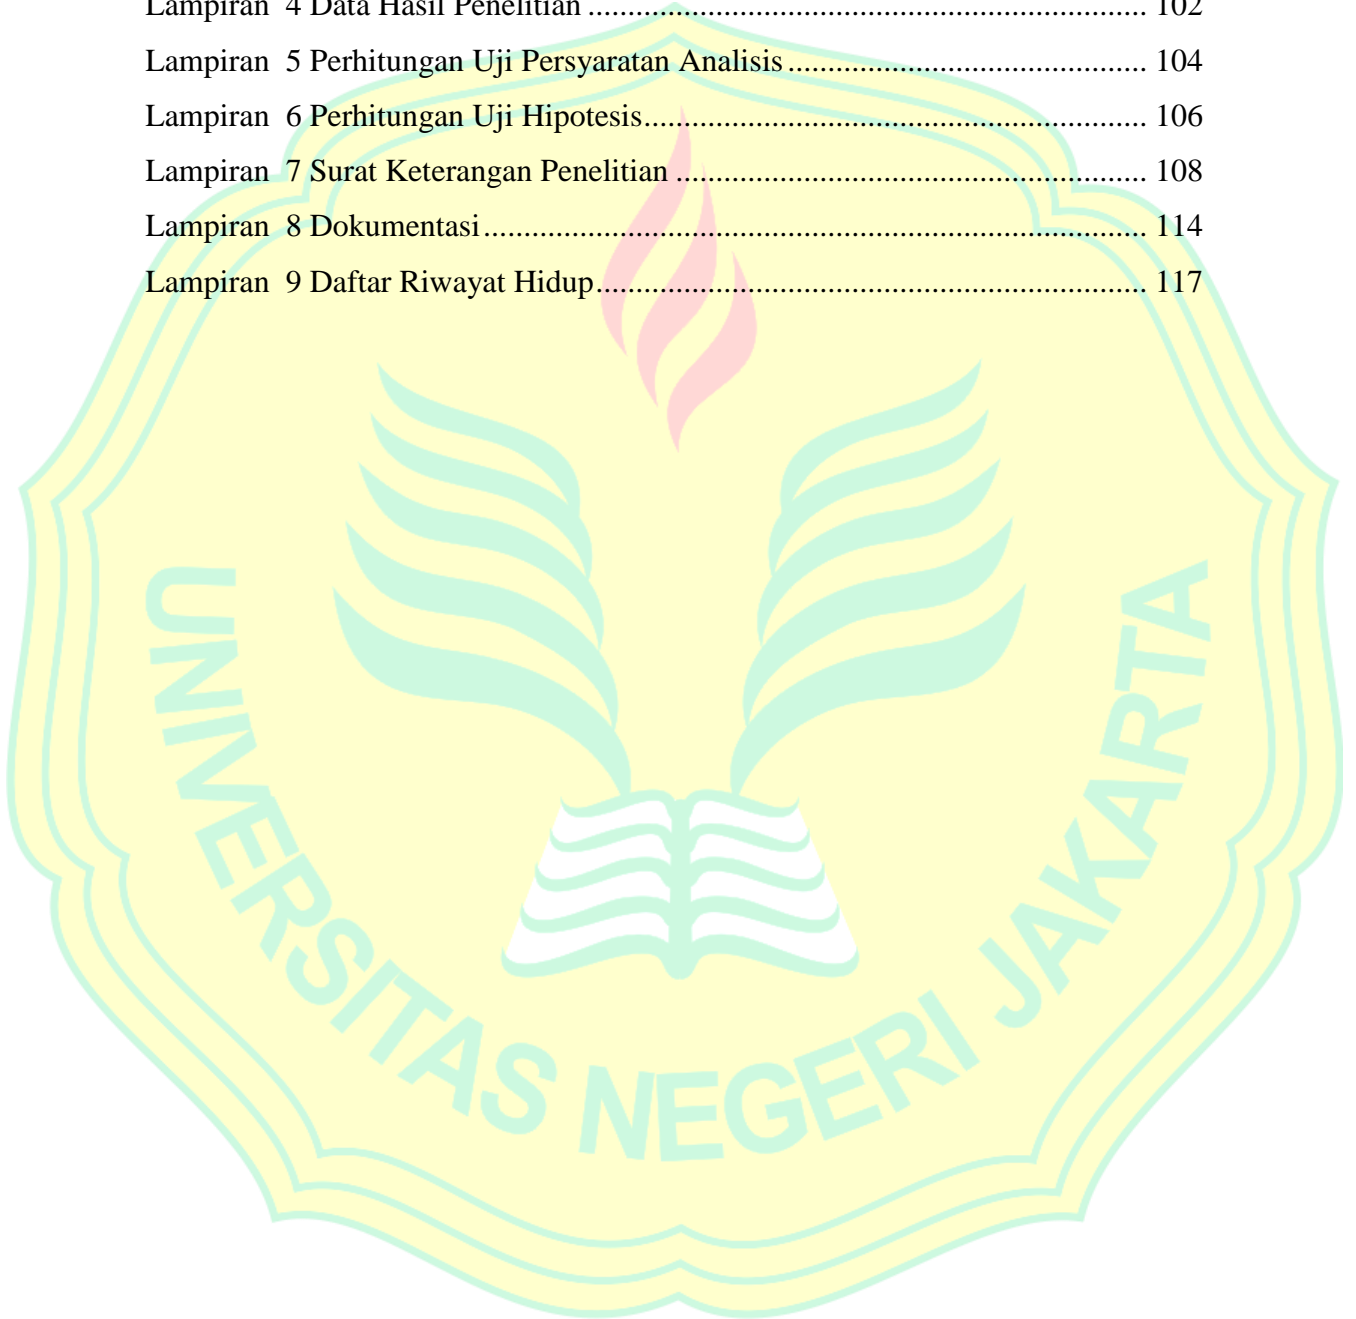 Lampiran  4 Data Hasil Penelitian ..................................................................... 102
Lampiran  5 Perhitungan Uji Persyaratan Analisis ............................................ 104
Lampiran  6 Perhitungan Uji Hipotesis.............................................................. 106
Lampiran  7 Surat Keterangan Penelitian .......................................................... 108
Lampiran  8 Dokumentasi.................................................................................. 114
Lampiran  9 Daftar Riwayat Hidup.................................................................... 117
UNIVERSITAS NEGERI JAKARTA